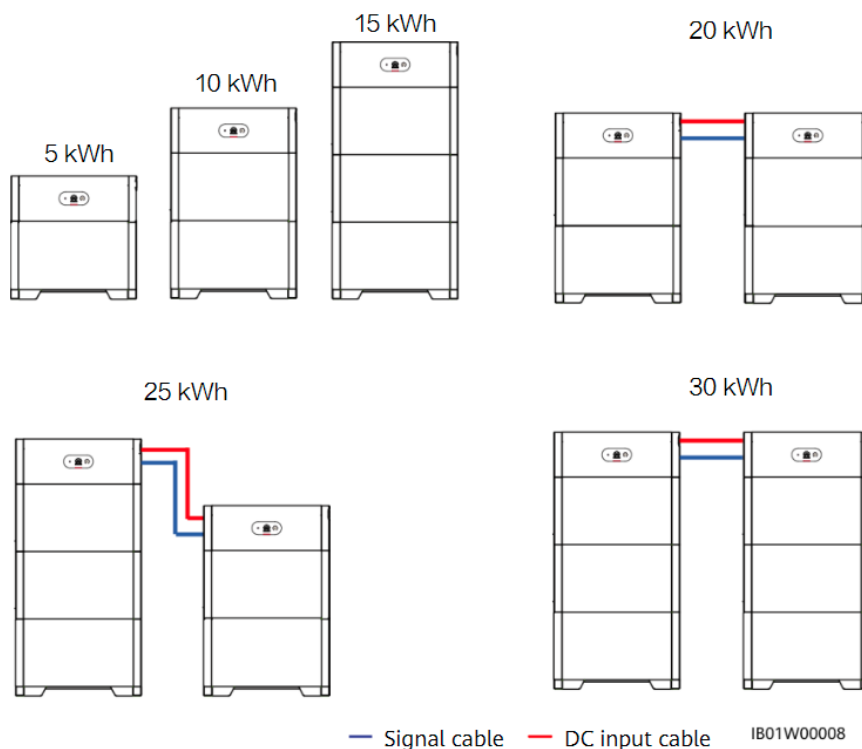 5 kWh
10 kWh
15 kWh
20 kWh
25 kWh
30 kWh
Signal cable
DC input cable
IB01W00008